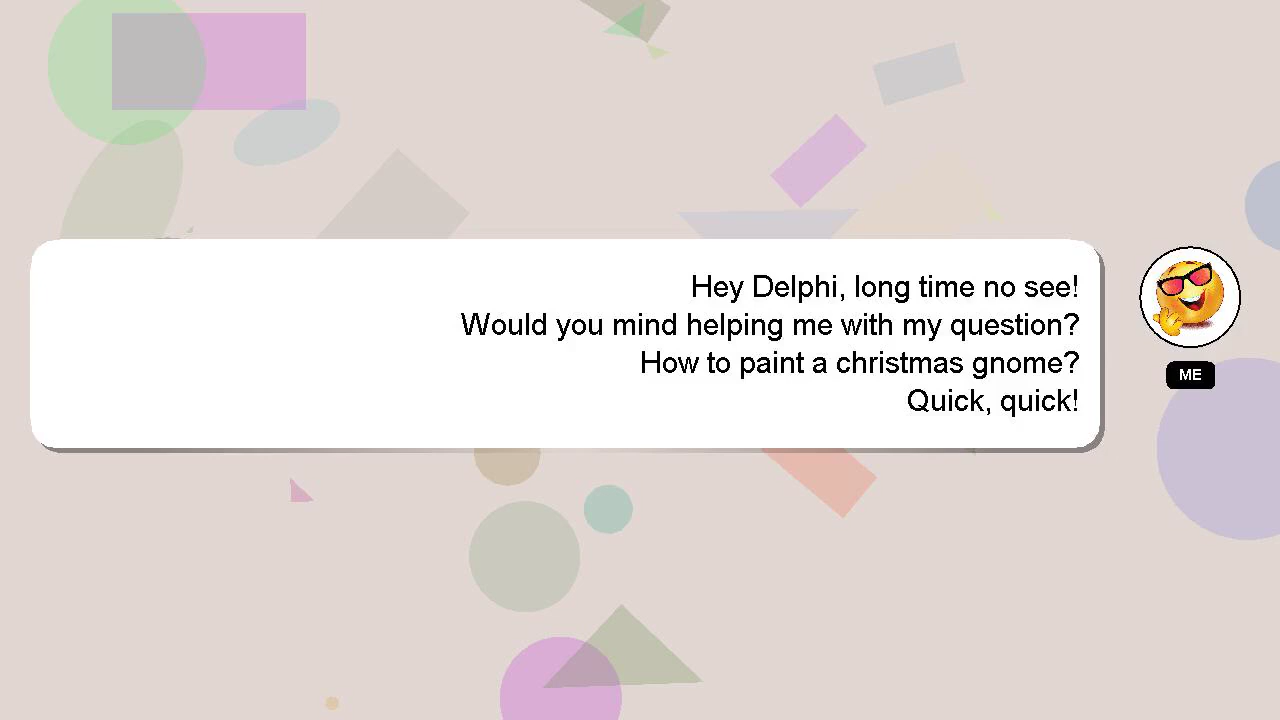 Hey Delphi, long time no see!
Would you mind helping me with my question?
How to paint a christmas gnome?
Quick, quick!
ME